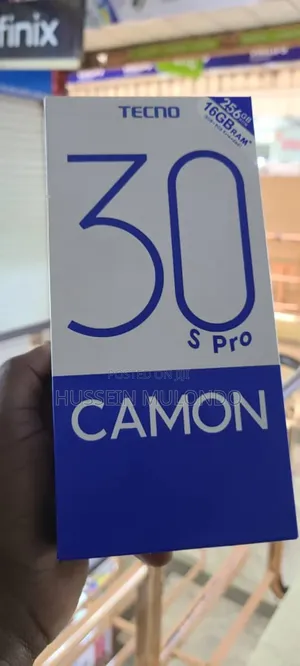 finix
TECNO
256GB
16GB RAM*
30
S Pro
POSTED ON Jiji
HUSSEIN MULONDO
CAMON